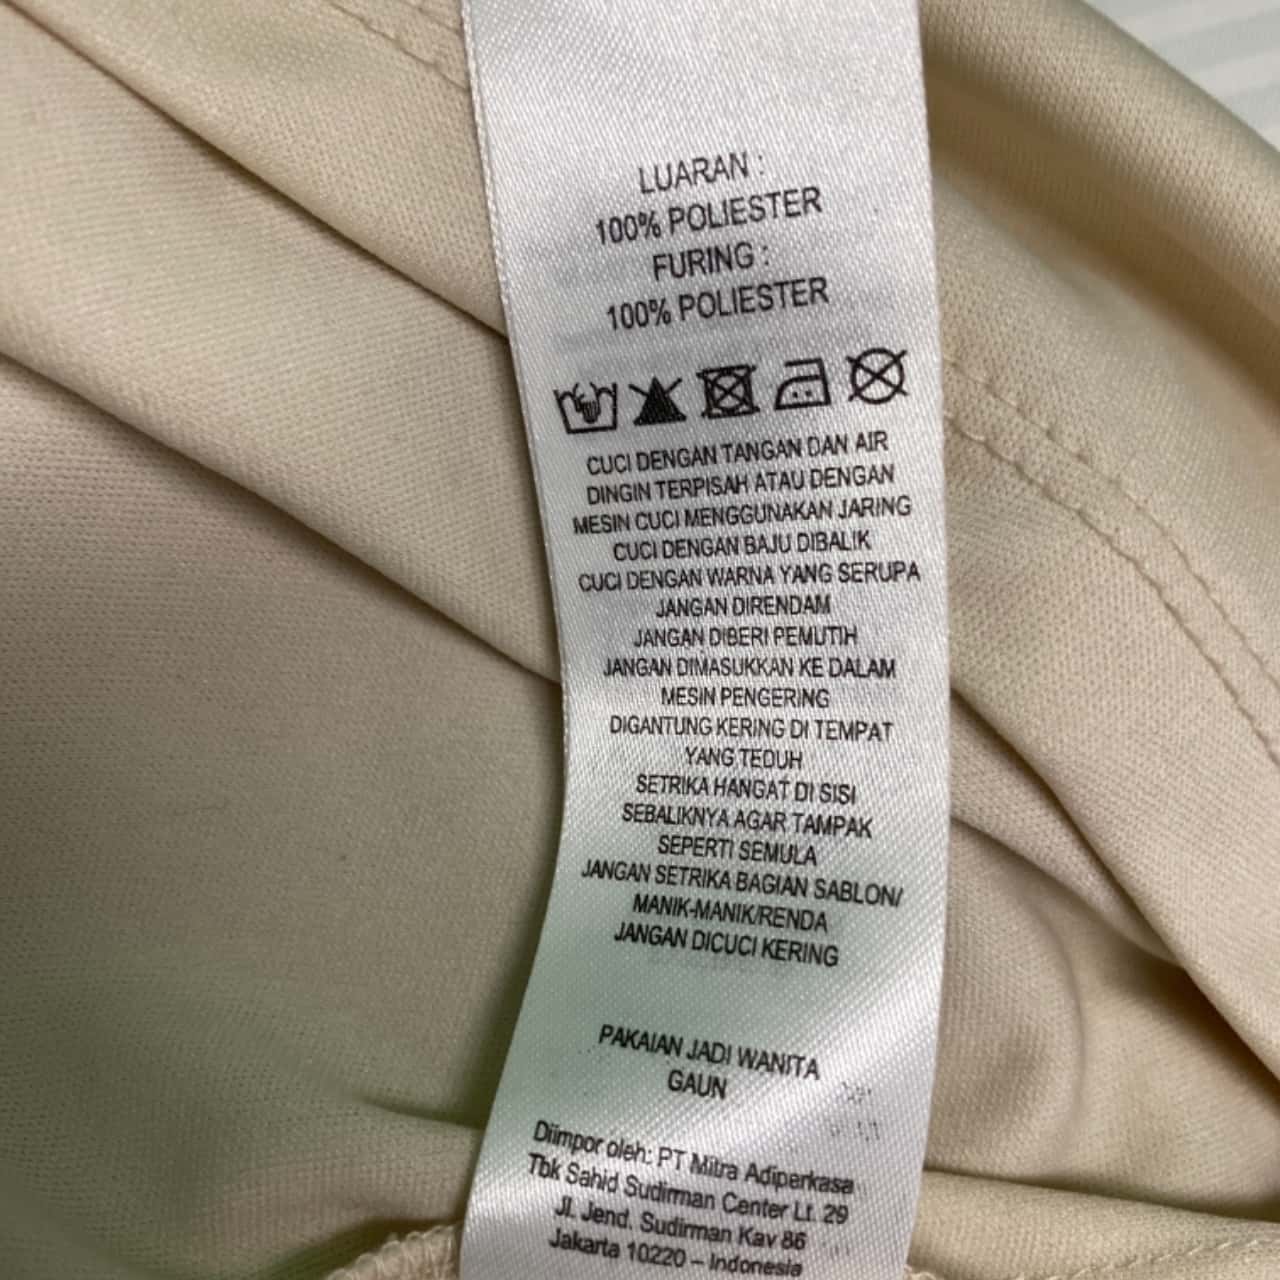 LUARAN :
100% POLIESTER
FURING :
100% POLIESTER
CUCI DENGAN TANGAN DAN AIR
DINGIN TERPISAH ATAU DENGAN
MESIN CUCI MENGGUNAKAN JARING
CUCI DENGAN BAJU DIBALIK
CUCI DENGAN WARNA YANG SERUPA
JANGAN DIRENDAM
JANGAN DIBERI PEMUTIH
JANGAN DIMASUKKAN KE DALAM
MESIN PENGERING
DIGANTUNG KERING DI TEMPAT
YANG TEDUH
SETRIKA HANGAT DI SISI
SEBALIKNYA AGAR TAMPAK
SEPERTI SEMULA
JANGAN SETRIKA BAGIAN SABLON/
MANIK-MANIK/RENDA
JANGAN DICUCI KERING
PAKAIAN JADI WANITA
GAUN
Diimpor oleh: PT Mitra Adiperkasa
Tbk Sahid Sudirman Center Lt. 29
Jl. Jend. Sudirman Kav 86
Jakarta 10220 – Indonesia